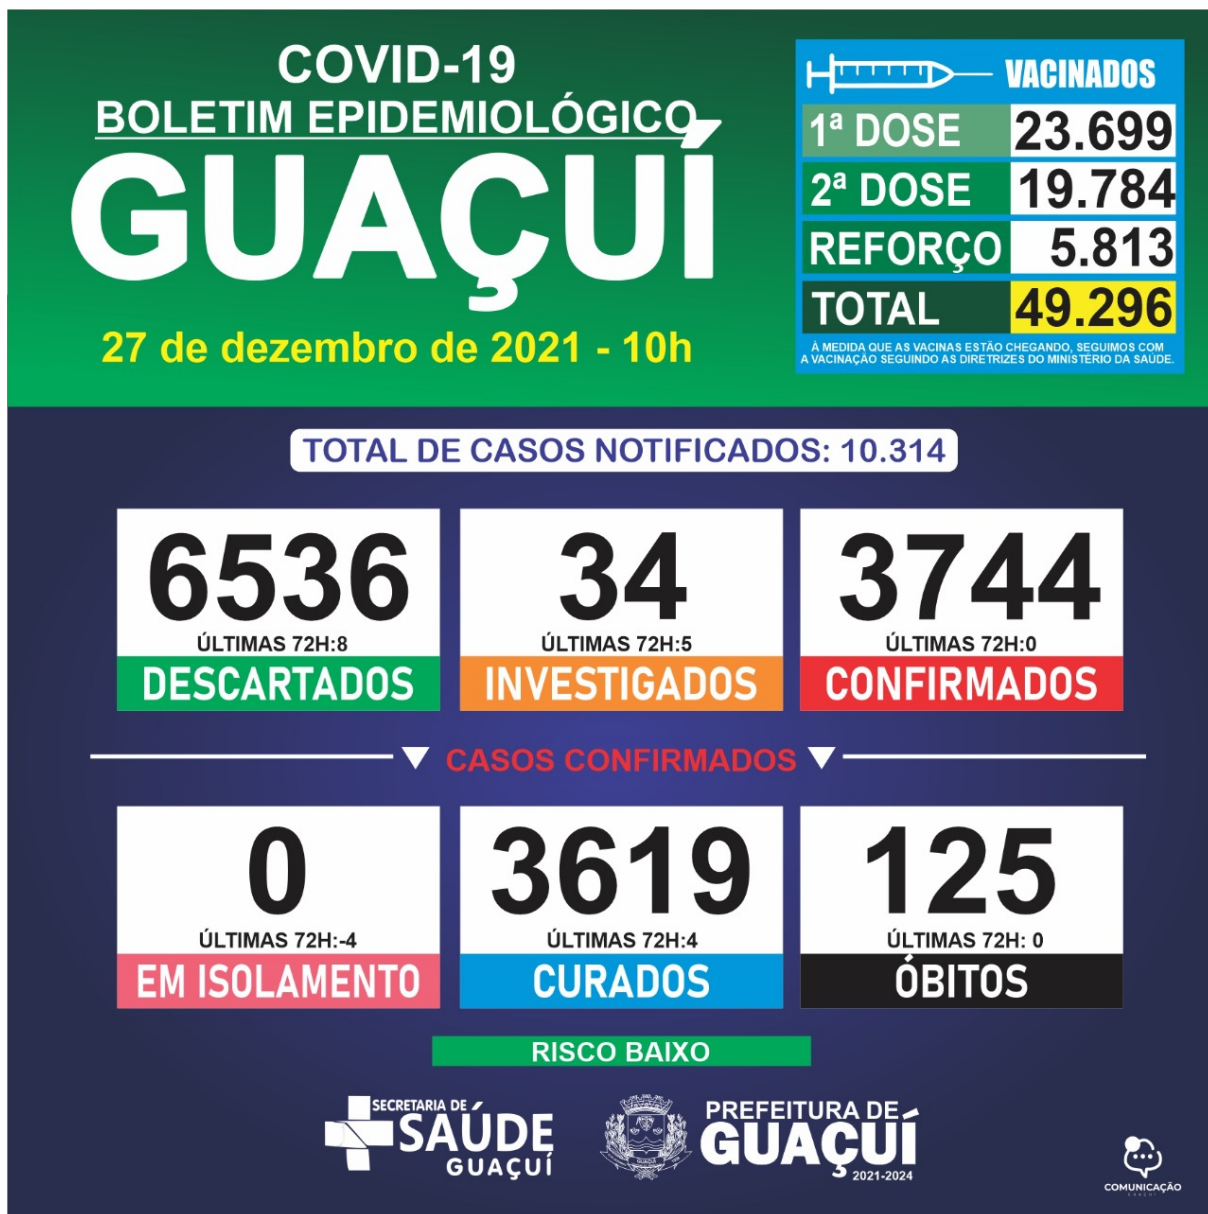 COVID-19
BOLETIM EPIDEMIOLÓGICO
GUAÇUÍ
27 de dezembro de 2021 - 10h
VACINADOS
1ª DOSE 23.699
2ª DOSE 19.784
REFORÇO 5.813
TOTAL 49.296
À MEDIDA QUE AS VACINAS ESTÃO CHEGANDO, SEGUIMOS COM
A VACINAÇÃO SEGUINDO AS DIRETRIZES DO MINISTÉRIO DA SAÚDE.
TOTAL DE CASOS NOTIFICADOS: 10.314
6536
ÚLTIMAS 72H:8
DESCARTADOS
34
ÚLTIMAS 72H:5
INVESTIGADOS
3744
ÚLTIMAS 72H:0
CONFIRMADOS
CASOS CONFIRMADOS
0
ÚLTIMAS 72H:-4
EM ISOLAMENTO
3619
ÚLTIMAS 72H:4
CURADOS
125
ÚLTIMAS 72H: 0
ÓBITOS
RISCO BAIXO
SECRETARIA DE
SAÚDE
GUAÇUÍ
GUAÇUÍ
PREFEITURA DE
GUAÇUÍ
2021-2024
COMUNICAÇÃO
GUAÇUÍ